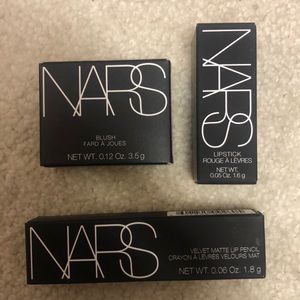 NARS
BLUSH
FARD À JOUES
NET WT. 0.12 Oz. 3.5 g
NARS
LIPSTICK
ROUGE À LÈVRES
NET WT.
0.05 Oz. 1.6 g
NARS
VELVET MATTE LIP PENCIL
CRAYON À LÈVRES VELOURS MAT
NET WT. 0.06 Oz. 1.8 g